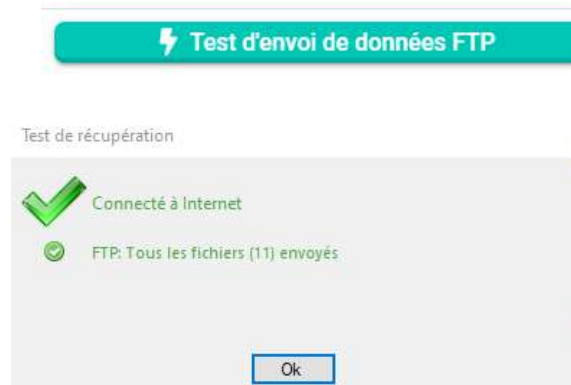 Test d'envoi de données FTP
Test de récupération
Connecté à Internet
FTP: Tous les fichiers (11) envoyés
Ok